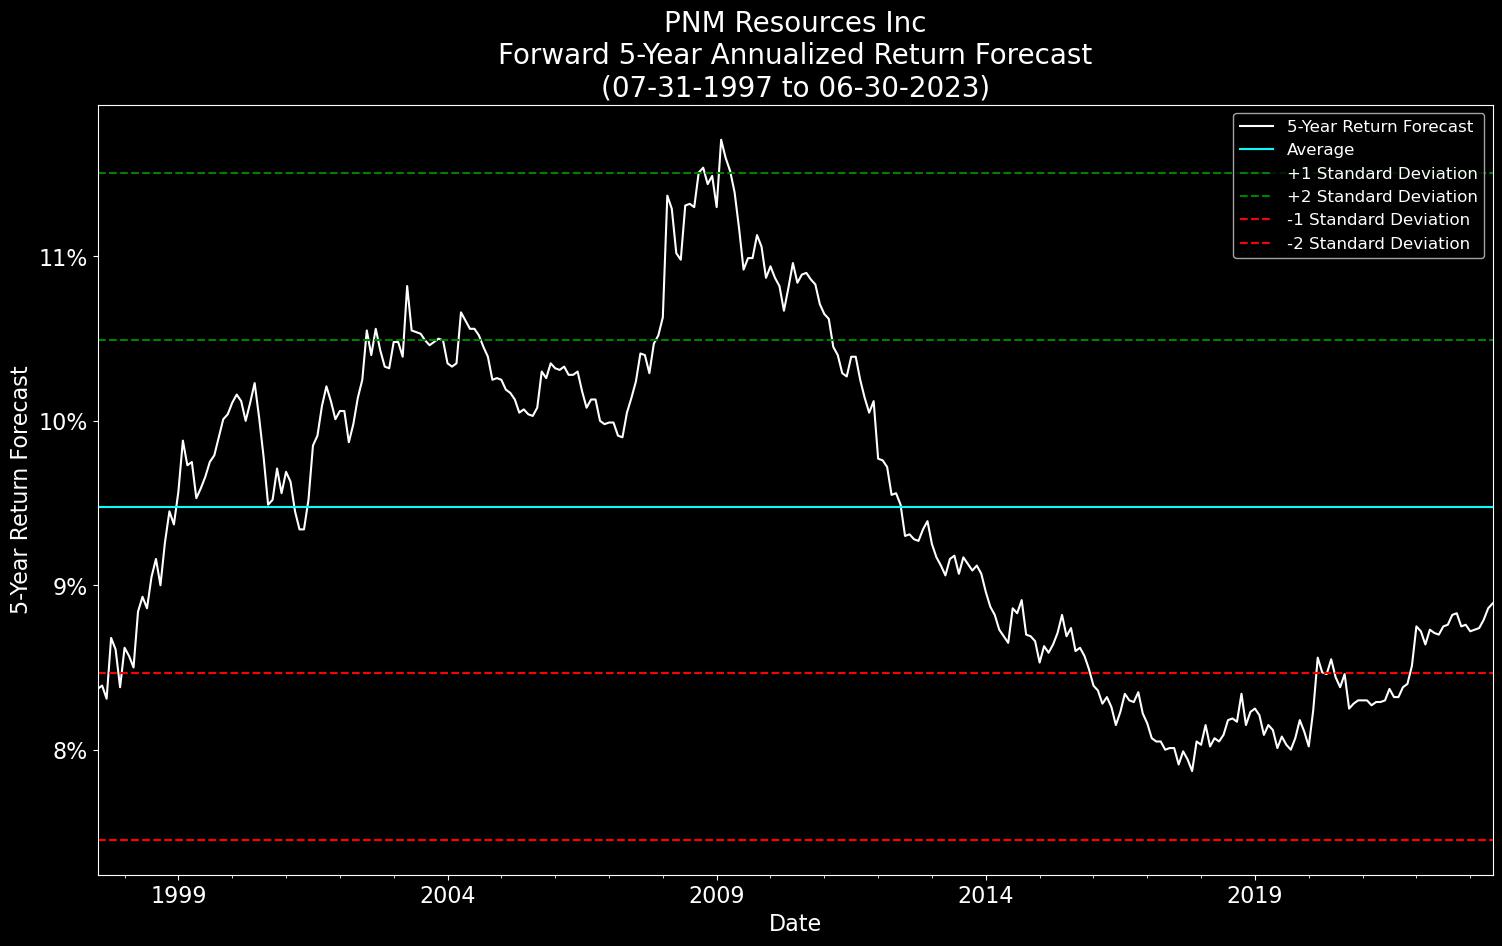 PNM Resources Inc
Forward 5-Year Annualized Return Forecast
(07-31-1997 to 06-30-2023)
5-Year Return Forecast
Average
+1 Standard Deviation
+2 Standard Deviation
-1 Standard Deviation
-2 Standard Deviation
5-Year Return Forecast
11%
10%
9%
8%
1999
2004
2009
2014
2019
Date